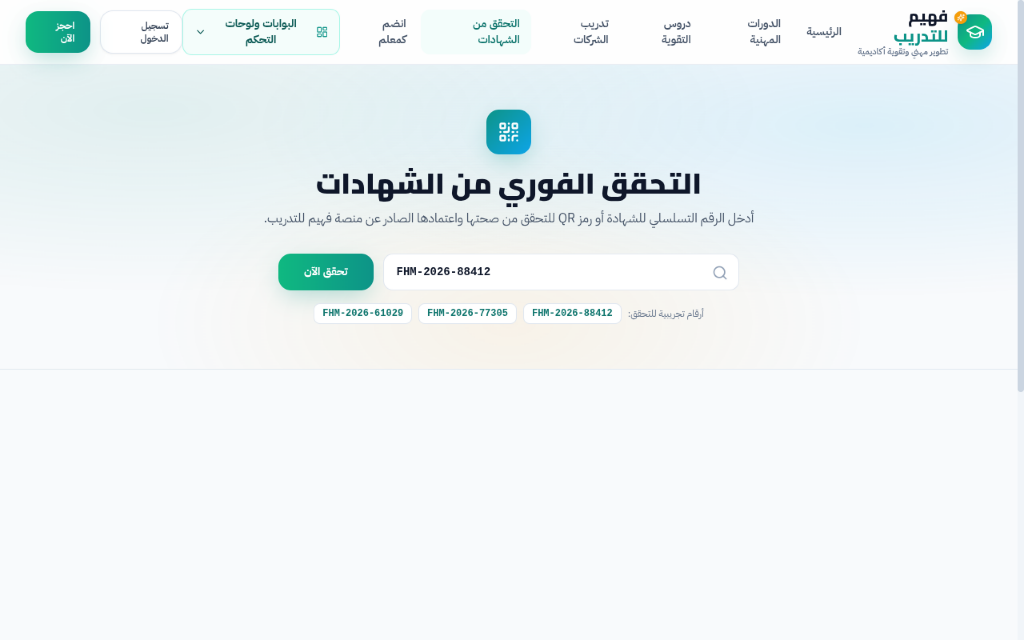 فهيم
للتدريب
تطوير مهني وتقوية أكاديمية
الرئيسية
الدورات
المهنية
دروس
التقوية
تدريب
الشركات
التحقق من
الشهادات
انضم
كمعلم
البوابات ولوحات
التحكم
تسجيل
الدخول
احجز
الآن
التحقق الفوري من الشهادات
أدخل الرقم التسلسلي للشهادة أو رمز QR للتحقق من صحتها واعتمادها الصادر عن منصة فهيم للتدريب.
FHM-2026-88412
تحقق الآن
أرقام تجريبية للتحقق: FHM-2026-88412 FHM-2026-77305 FHM-2026-61029